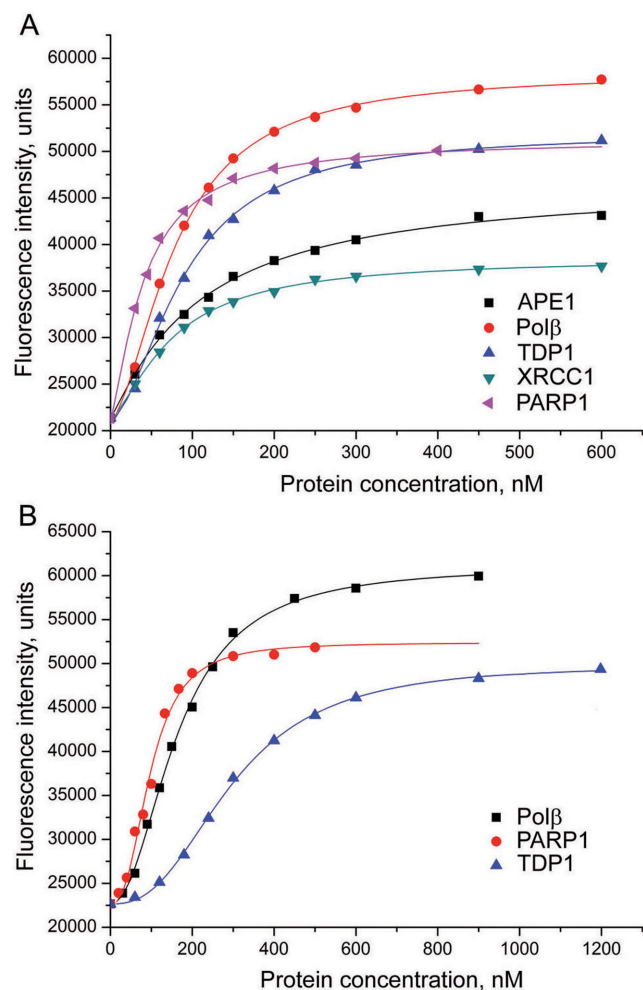 A
60000
55000
50000
45000
40000
35000
30000
25000
20000
Fluorescence intensity, units
APE1
Polβ
TDP1
XRCC1
PARP1
0 100 200 300 400 500 600
Protein concentration, nM
B
65000
60000
55000
50000
45000
40000
35000
30000
25000
20000
Fluorescence intensity, units
Polβ
PARP1
TDP1
0 200 400 600 800 1000 1200
Protein concentration, nM